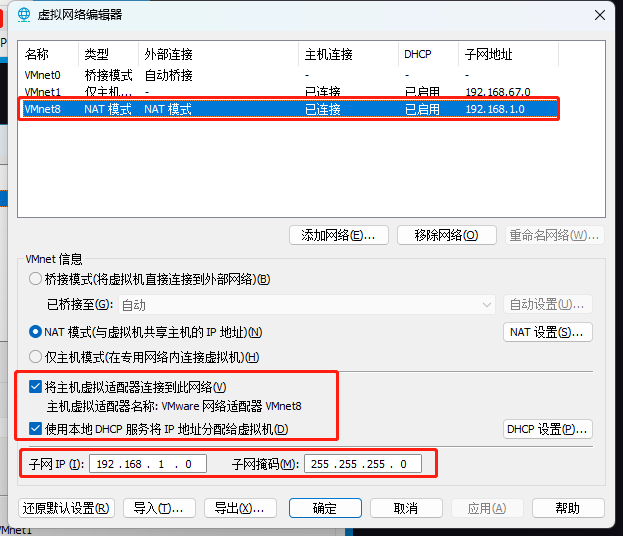 虚拟网络编辑器
名称 类型 外部连接 主机连接 DHCP 子网地址
VMnet0 桥接模式 自动桥接 - - -
VMnet1 仅主机... - 已连接 已启用 192.168.67.0
VMnet8 NAT 模式 NAT 模式 已连接 已启用 192.168.1.0
添加网络(E)... 移除网络(O) 重命名网络(W)...
VMnet 信息
桥接模式(将虚拟机直接连接到外部网络)(B)
已桥接至(G): 自动 自动设置(U)...
NAT 模式(与虚拟机共享主机的 IP 地址)(N) NAT 设置(S)...
仅主机模式(在专用网络内连接虚拟机)(H)
将主机虚拟适配器连接到此网络(V)
主机虚拟适配器名称: VMware 网络适配器 VMnet8
使用本地 DHCP 服务将 IP 地址分配给虚拟机(D) DHCP 设置(P)...
子网 IP (I): 192 . 168 . 1 . 0 子网掩码(M): 255 . 255 . 255 . 0
还原默认设置(R) 导入(T)... 导出(X)... 确定 取消 应用(A) 帮助
VMnet1